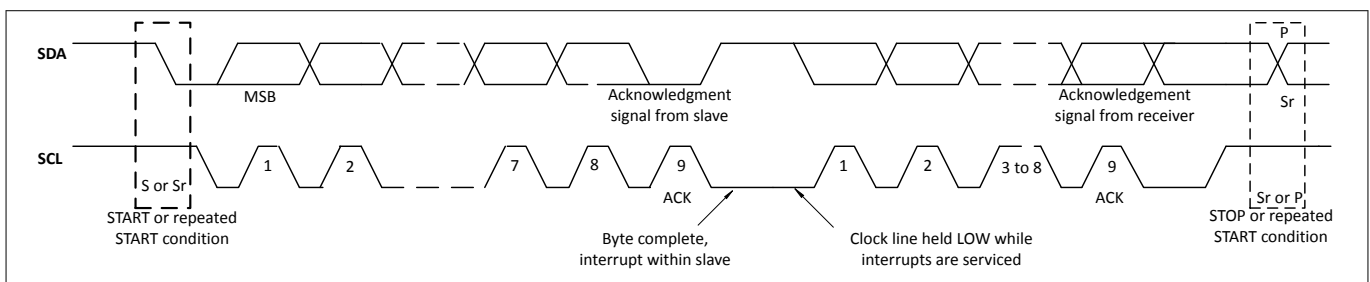 SDA
MSB
Acknowledgment
signal from slave
Acknowledgement
signal from receiver
P
Sr
SCL
1
2
7
8
9
1
2
3 to 8
9
S or Sr
ACK
ACK
Sr or P
START or repeated
START condition
Byte complete,
interrupt within slave
Clock line held LOW while
interrupts are serviced
STOP or repeated
START condition